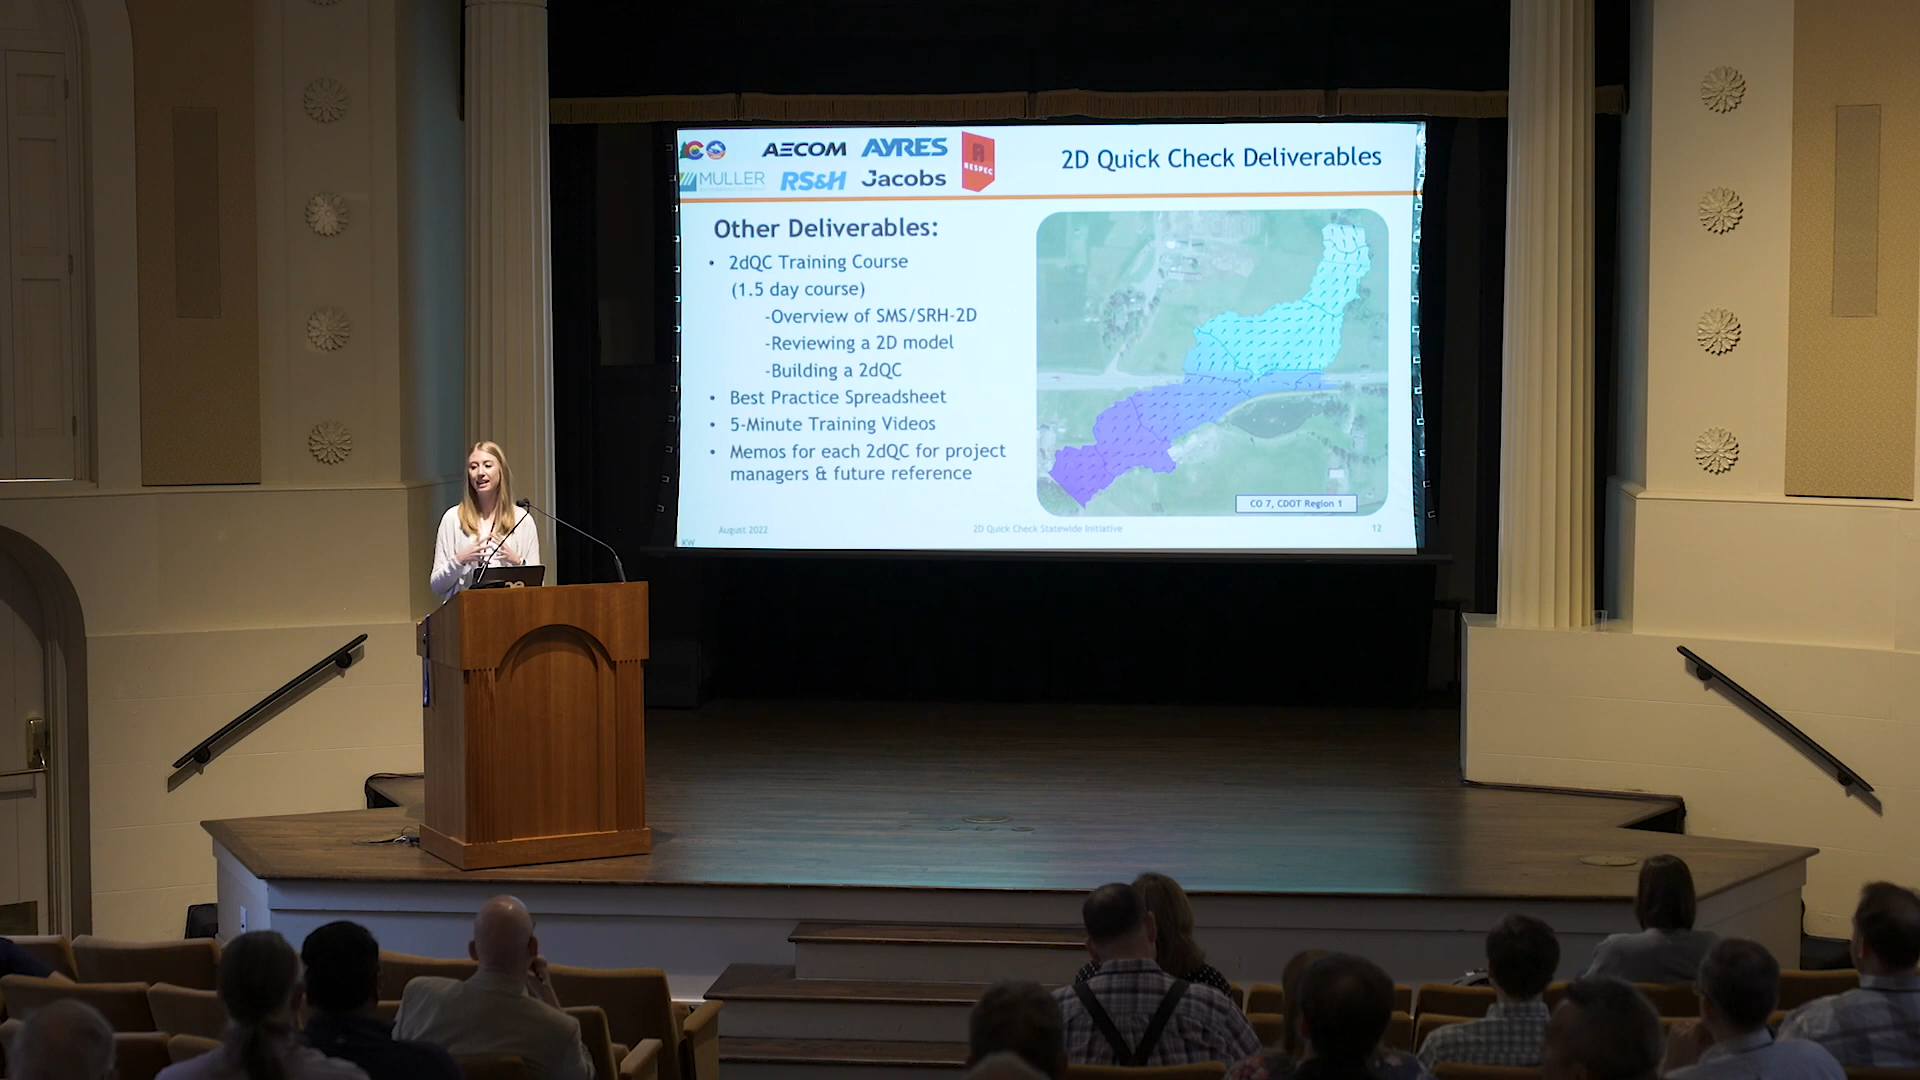 AECOM AYRES
RESPEC
MULLER RS&H Jacobs
2D Quick Check Deliverables
Other Deliverables:
• 2dQC Training Course
(1.5 day course)
-Overview of SMS/SRH-2D
-Reviewing a 2D model
-Building a 2dQC
• Best Practice Spreadsheet
• 5-Minute Training Videos
• Memos for each 2dQC for project
managers & future reference
CO 7, CDOT Region 1
August 2022
2D Quick Check Statewide Initiative
12
KW